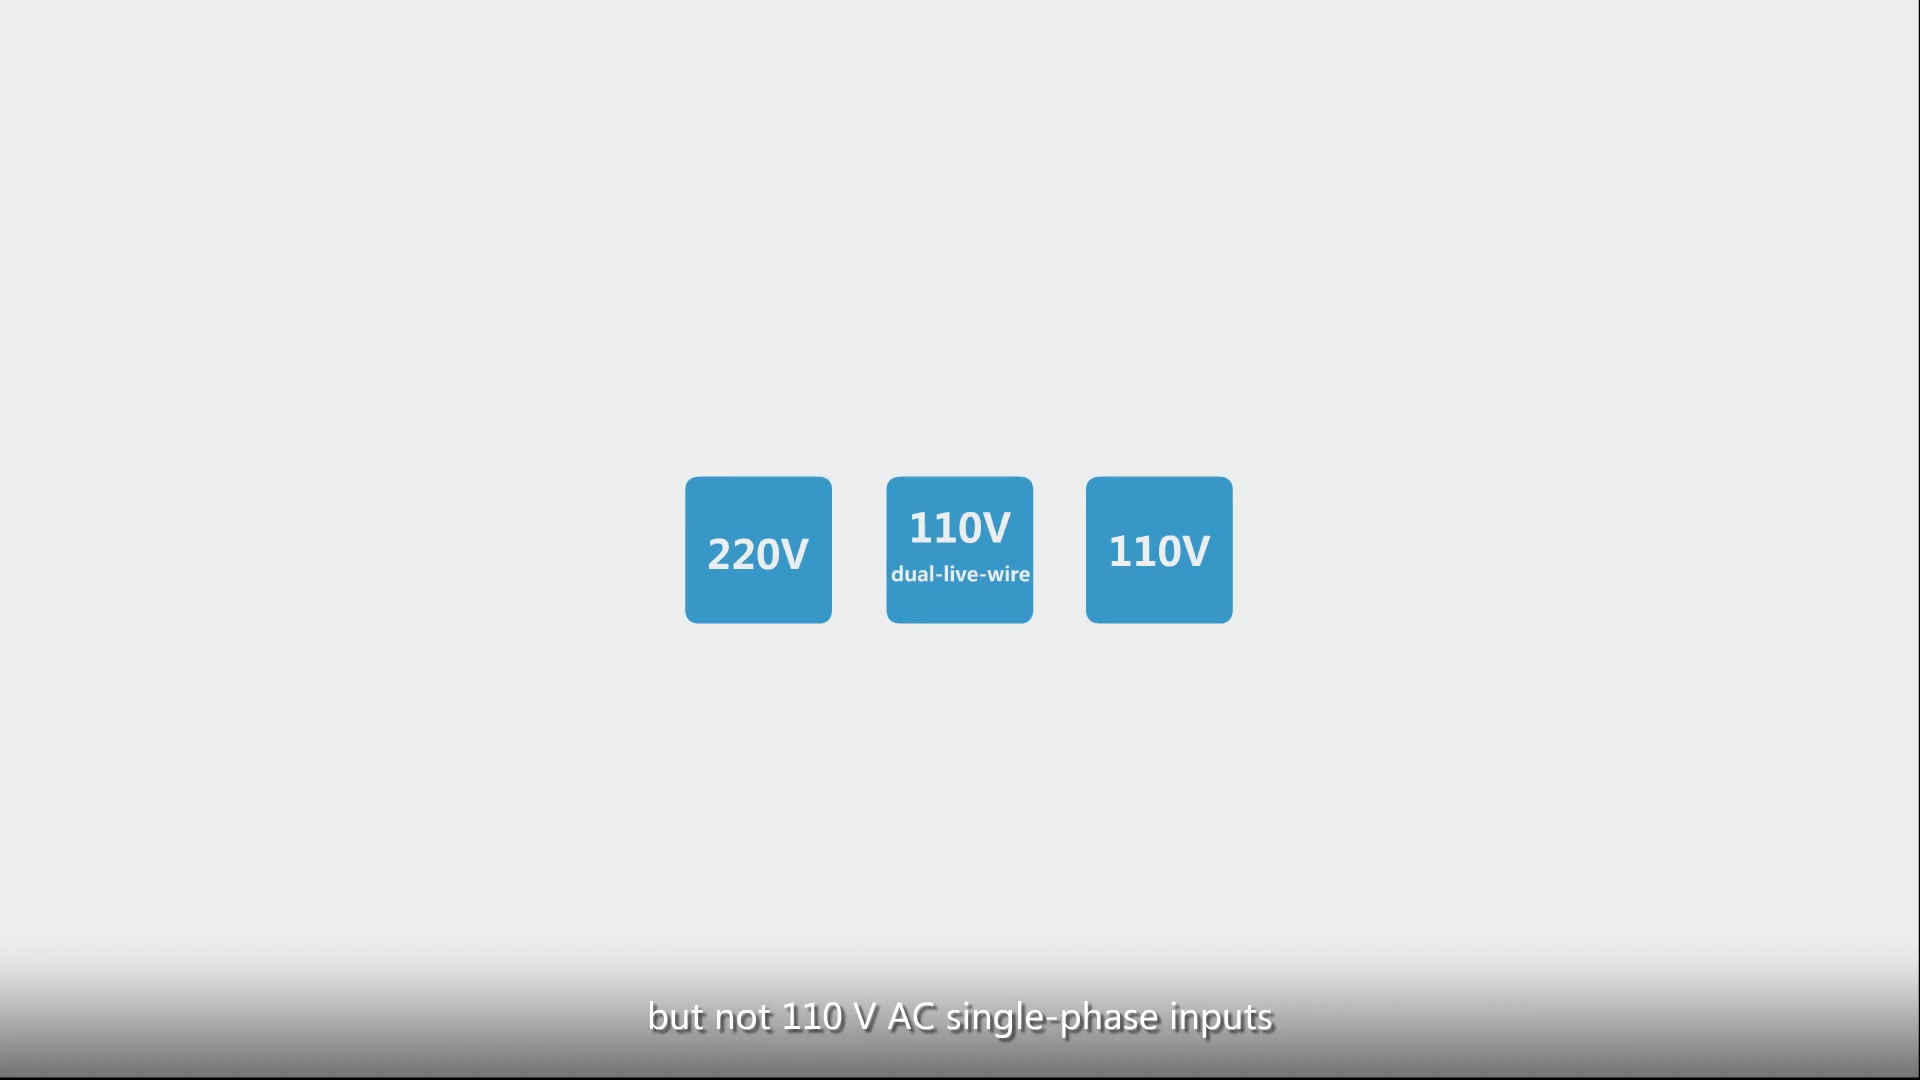 220V
110V
dual-live-wire
110V
but not 110 V AC single-phase inputs